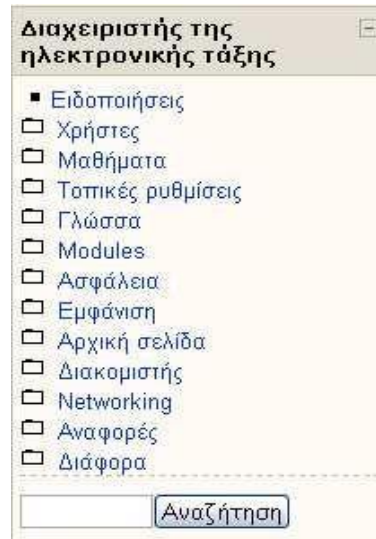 Διαχειριστής της
ηλεκτρονικής τάξης
Ειδοποιήσεις
Χρήστες
Μαθήματα
Τοπικές ρυθμίσεις
Γλώσσα
Modules
Ασφάλεια
Εμφάνιση
Αρχική σελίδα
Διακομιστής
Networking
Αναφορές
Διάφορα
Αναζήτηση